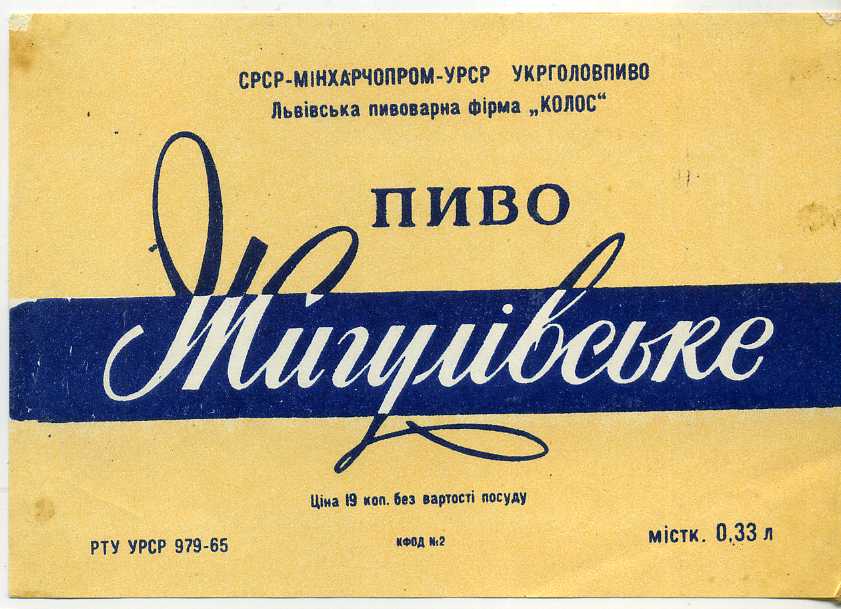 СРСР-МІНХАРЧОПРОМ-УРСР УКРГОЛОВПИВО
Львівська пивоварна фірма „КОЛОС“
ПИВО
Жигулівське
Ціна 19 коп. без вартості посуду
РТУ УРСР 979-65 КФОД №2 містк. 0,33 л